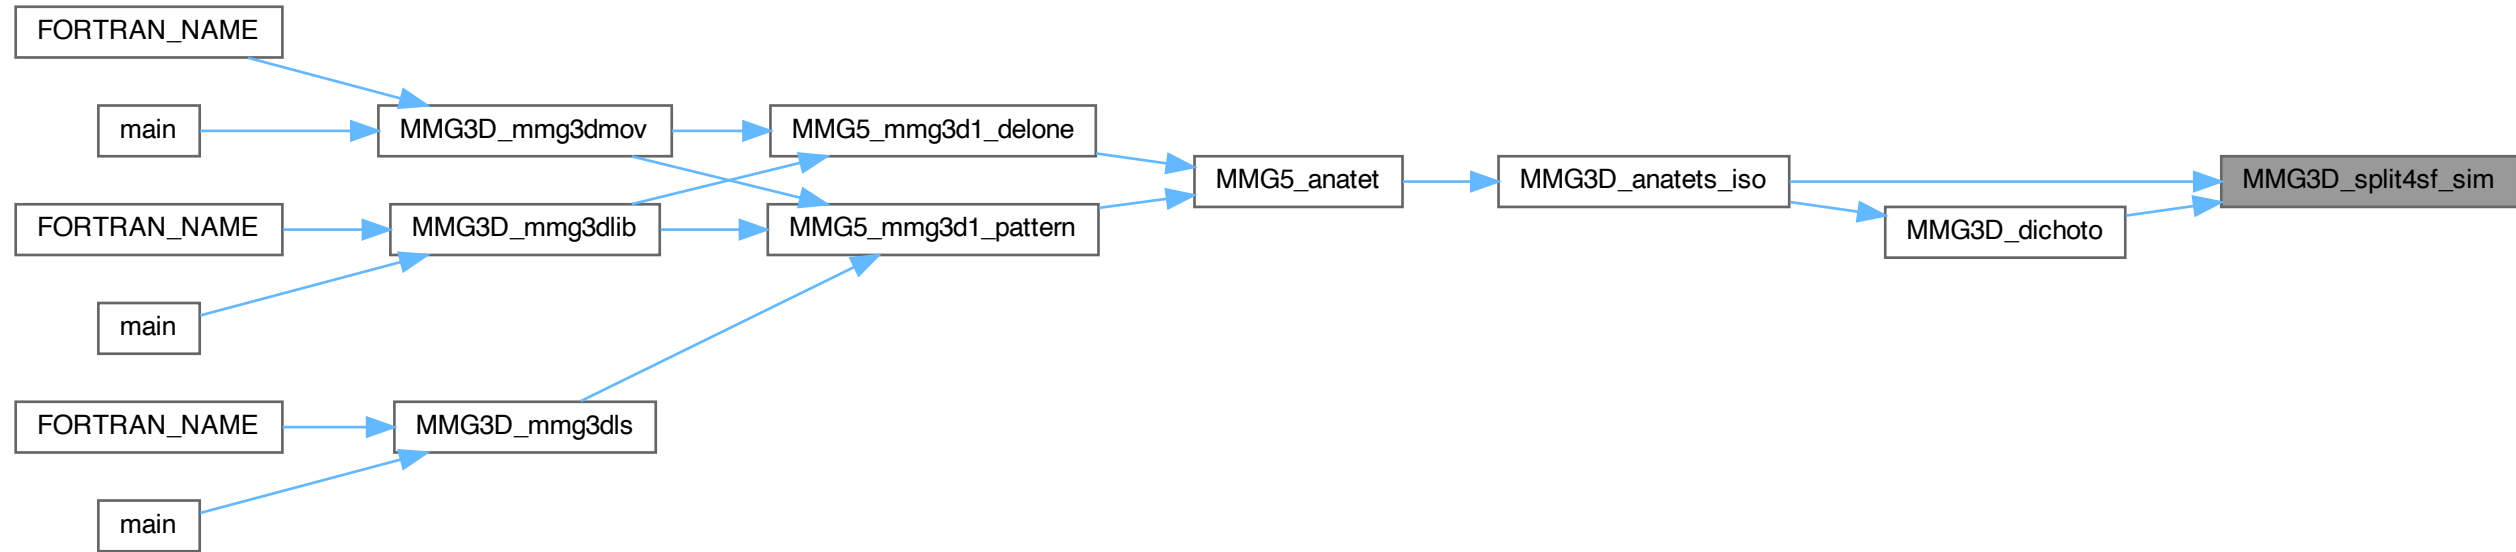 FORTRAN_NAME
main
MMG3D_mmg3dmov
MMG5_mmg3d1_delone
MMG5_anatet
MMG3D_anatets_iso
MMG3D_split4sf_sim
FORTRAN_NAME
MMG3D_mmg3dlib
MMG5_mmg3d1_pattern
MMG3D_dichoto
main
FORTRAN_NAME
MMG3D_mmg3dls
main